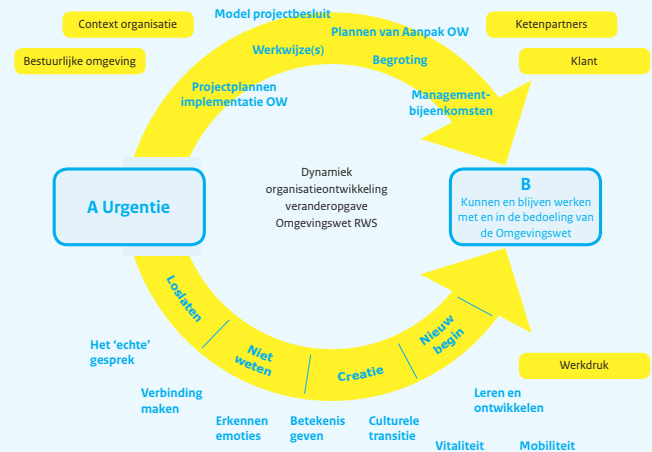 Model projectbesluit
Context organisatie
Ketenpartners
Plannen van Aanpak OW
Werkwijze(s)
Bestuurlijke omgeving
Begroting
Klant
Projectplannen
implementatie OW
Management-
bijeenkomsten
Dynamiek
organisatieontwikkeling
veranderopgave
Omgevingswet RWS
A Urgentie
B
Kunnen en blijven werken
met en in de bedoeling van
de Omgevingswet
Loslaten
Niet
weten
Creatie
Nieuw
begin
Het ‘echte’
gesprek
Werkdruk
Verbinding
maken
Erkennen
emoties
Betekenis
geven
Culturele
transitie
Leren en
ontwikkelen
Vitaliteit
Mobiliteit